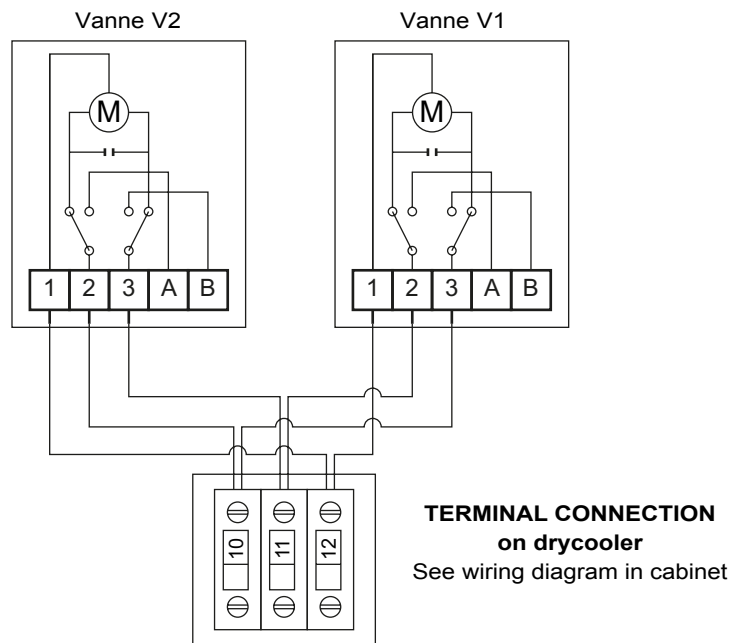 Vanne V2
Vanne V1
M
M
1 2 3 A B
1 2 3 A B
10 11 12
TERMINAL CONNECTION
on drycooler
See wiring diagram in cabinet